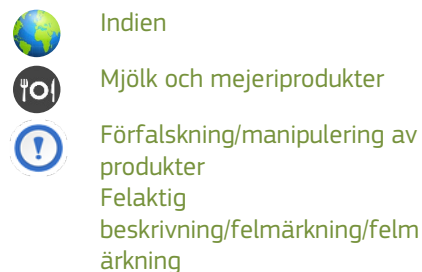 Indien
Mjölk och mejeriprodukter
Förfalskning/manipulering av
produkter
Felaktig
beskrivning/felmärkning/felm
ärkning